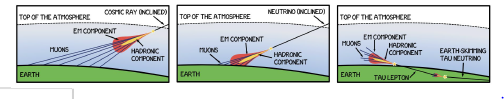 COSMIC RAY (INCLINED)
TOP OF THE ATMOSPHERE
EM COMPONENT
MUONS
HADRONIC
COMPONENT
EARTH
NEUTRINO (INCLINED)
TOP OF THE ATMOSPHERE
EM COMPONENT
MUONS
HADRONIC
COMPONENT
EARTH
TOP OF THE ATMOSPHERE
EM COMPONENT
MUONS
HADRONIC
COMPONENT
EARTH-SKIMMING
TAU NEUTRINO
EARTH
TAU LEPTON